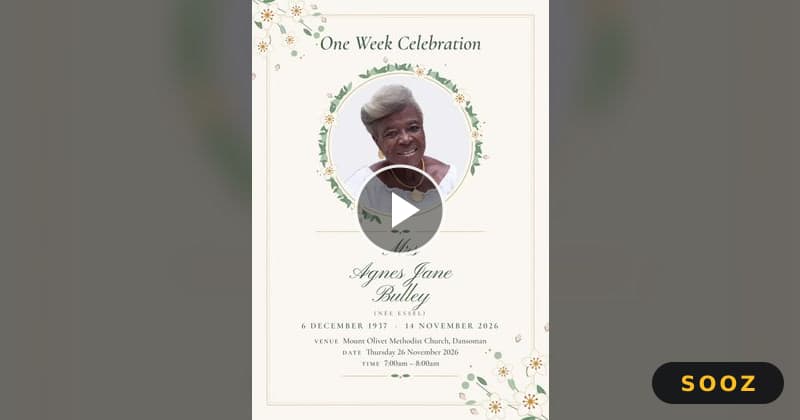 One Week Celebration
Mrs
Agnes Jane
Bulley
(NÉE ESSEL)
6 DECEMBER 1937 · 14 NOVEMBER 2026
VENUE Mount Olivet Methodist Church, Dansoman
DATE Thursday 26 November 2026
TIME 7:00am – 8:00am
SOOZ